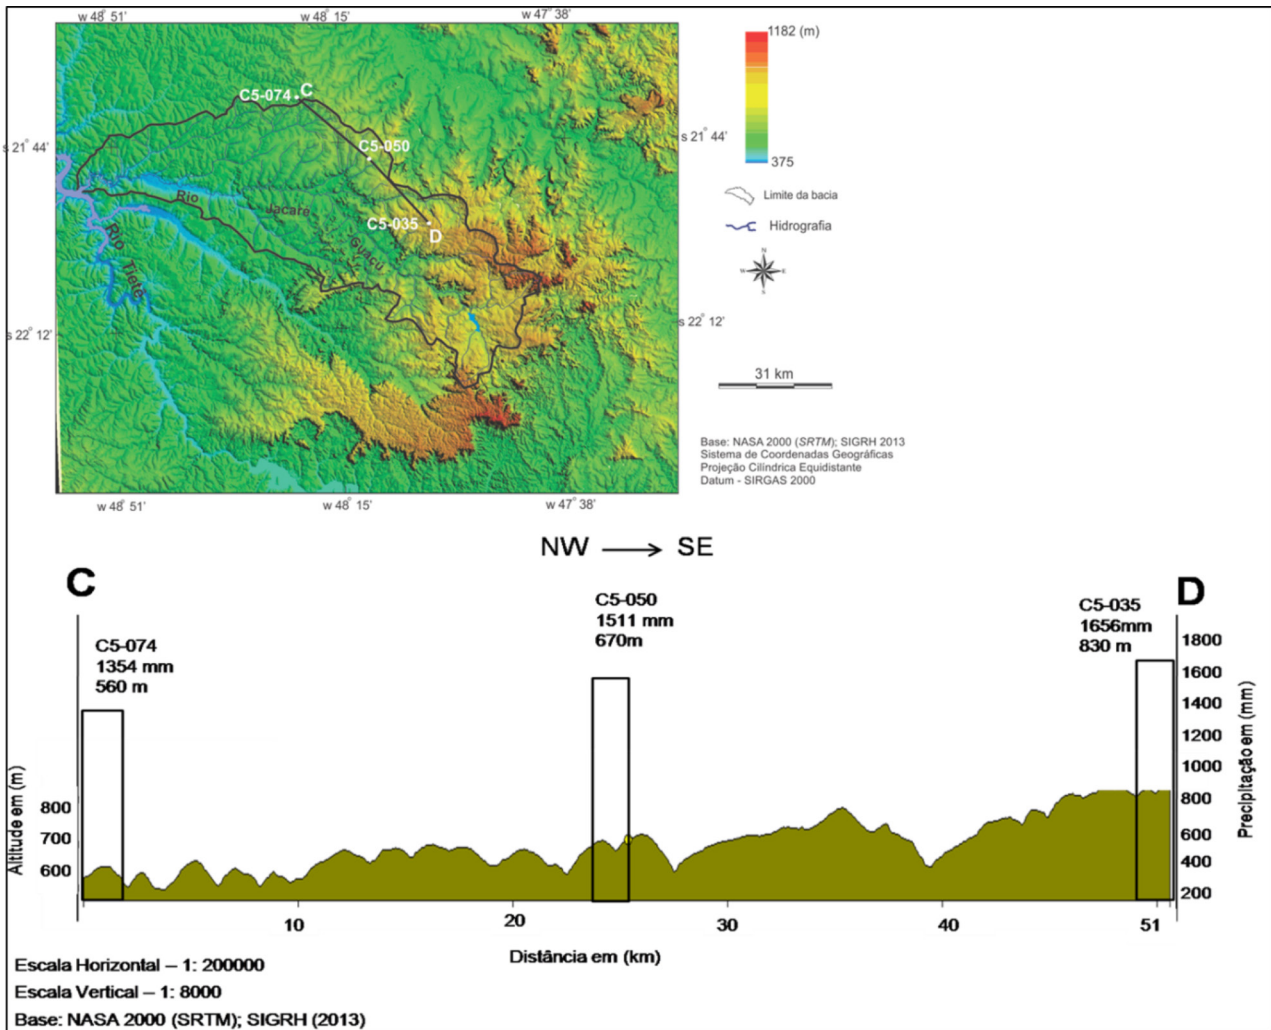 w 48° 51'
w 48° 15'
w 47° 38'
1182 (m)
375
C5-074 C
C5-050
C5-035
D
s 21° 44'
s 21° 44'
s 22° 12'
s 22° 12'
Rio
Jacaré
Guaçu
Rio Tietê
Limite da bacia
Hidrografia
N
W
E
S
31 km
Base: NASA 2000 (SRTM); SIGRH 2013
Sistema de Coordenadas Geográficas
Projeção Cilíndrica Equidistante
Datum - SIRGAS 2000
w 48° 51'
w 48° 15'
w 47° 38'
NW SE
C
D
C5-074
1354 mm
560 m
C5-050
1511 mm
670m
C5-035
1656mm
830 m
Altitude em (m)
800
700
600
1800
1600
1400
1200
1000
800
600
400
200
Precipitação em (mm)
10
20
30
40
51
Distância em (km)
Escala Horizontal – 1: 200000
Escala Vertical – 1: 8000
Base: NASA 2000 (SRTM); SIGRH (2013)